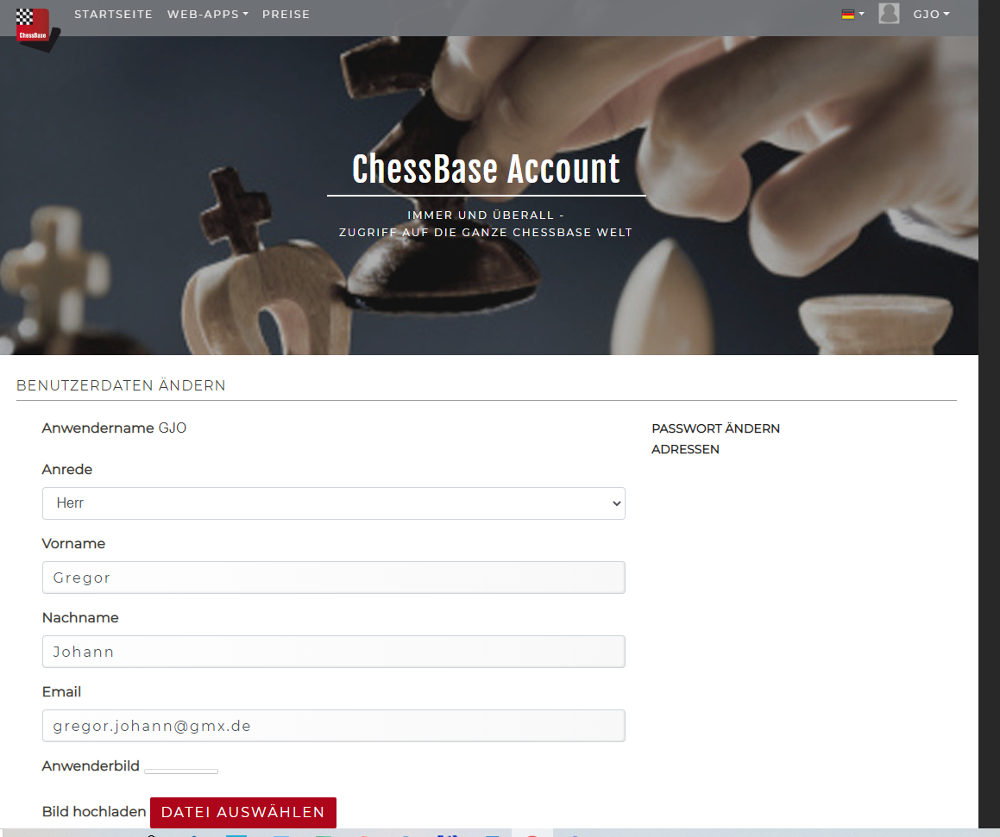 ChessBase
STARTSEITE WEB-APPS PREISE GJO
ChessBase Account
IMMER UND ÜBERALL -
ZUGRIFF AUF DIE GANZE CHESSBASE WELT
BENUTZERDATEN ÄNDERN
Anwendername GJO
PASSWORT ÄNDERN
ADRESSEN
Anrede
Herr
Vorname
Gregor
Nachname
Johann
Email
gregor.johann@gmx.de
Anwenderbild
Bild hochladen DATEI AUSWÄHLEN